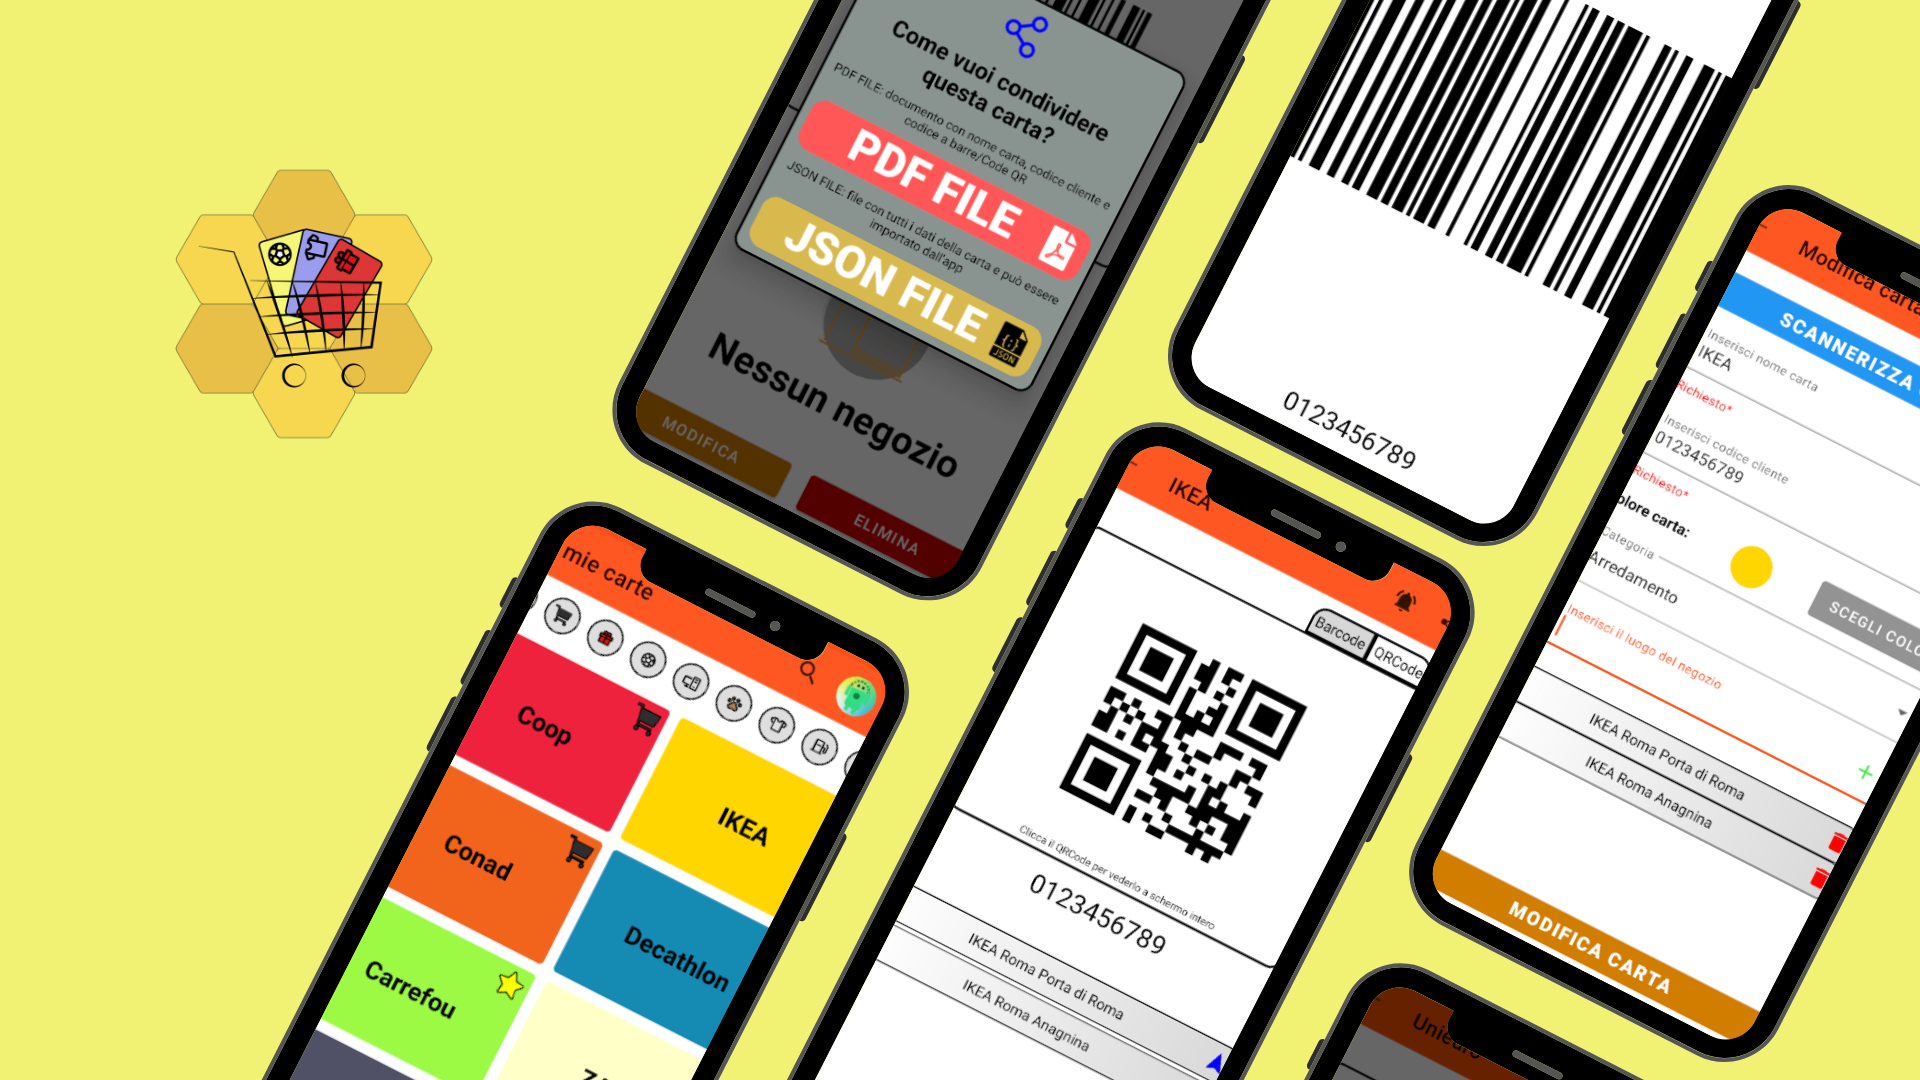 Come vuoi condividere
questa carta?
PDF FILE: documento con nome carta, codice cliente e
codice a barre/Code QR
PDF FILE
JSON FILE: file con tutti i dati della carta e può essere
importato dall'app
JSON FILE
JSON
Nessun negozio
MODIFICA
ELIMINA
0123456789
Modifica carta
SCANNERIZZA
Inserisci nome carta
IKEA
Richiesto*
Inserisci codice cliente
0123456789
Richiesto*
olore carta:
SCEGLI COLO
Categoria
Arredamento
Inserisci il luogo del negozio
IKEA Roma Porta di Roma
IKEA Roma Anagnina
MODIFICA CARTA
mie carte
Coop
IKEA
Conad
Decathlon
Carrefou
IKEA
Barcode
QRCode
Clicca il QRCode per vederlo a schermo intero
0123456789
IKEA Roma Porta di Roma
IKEA Roma Anagnina